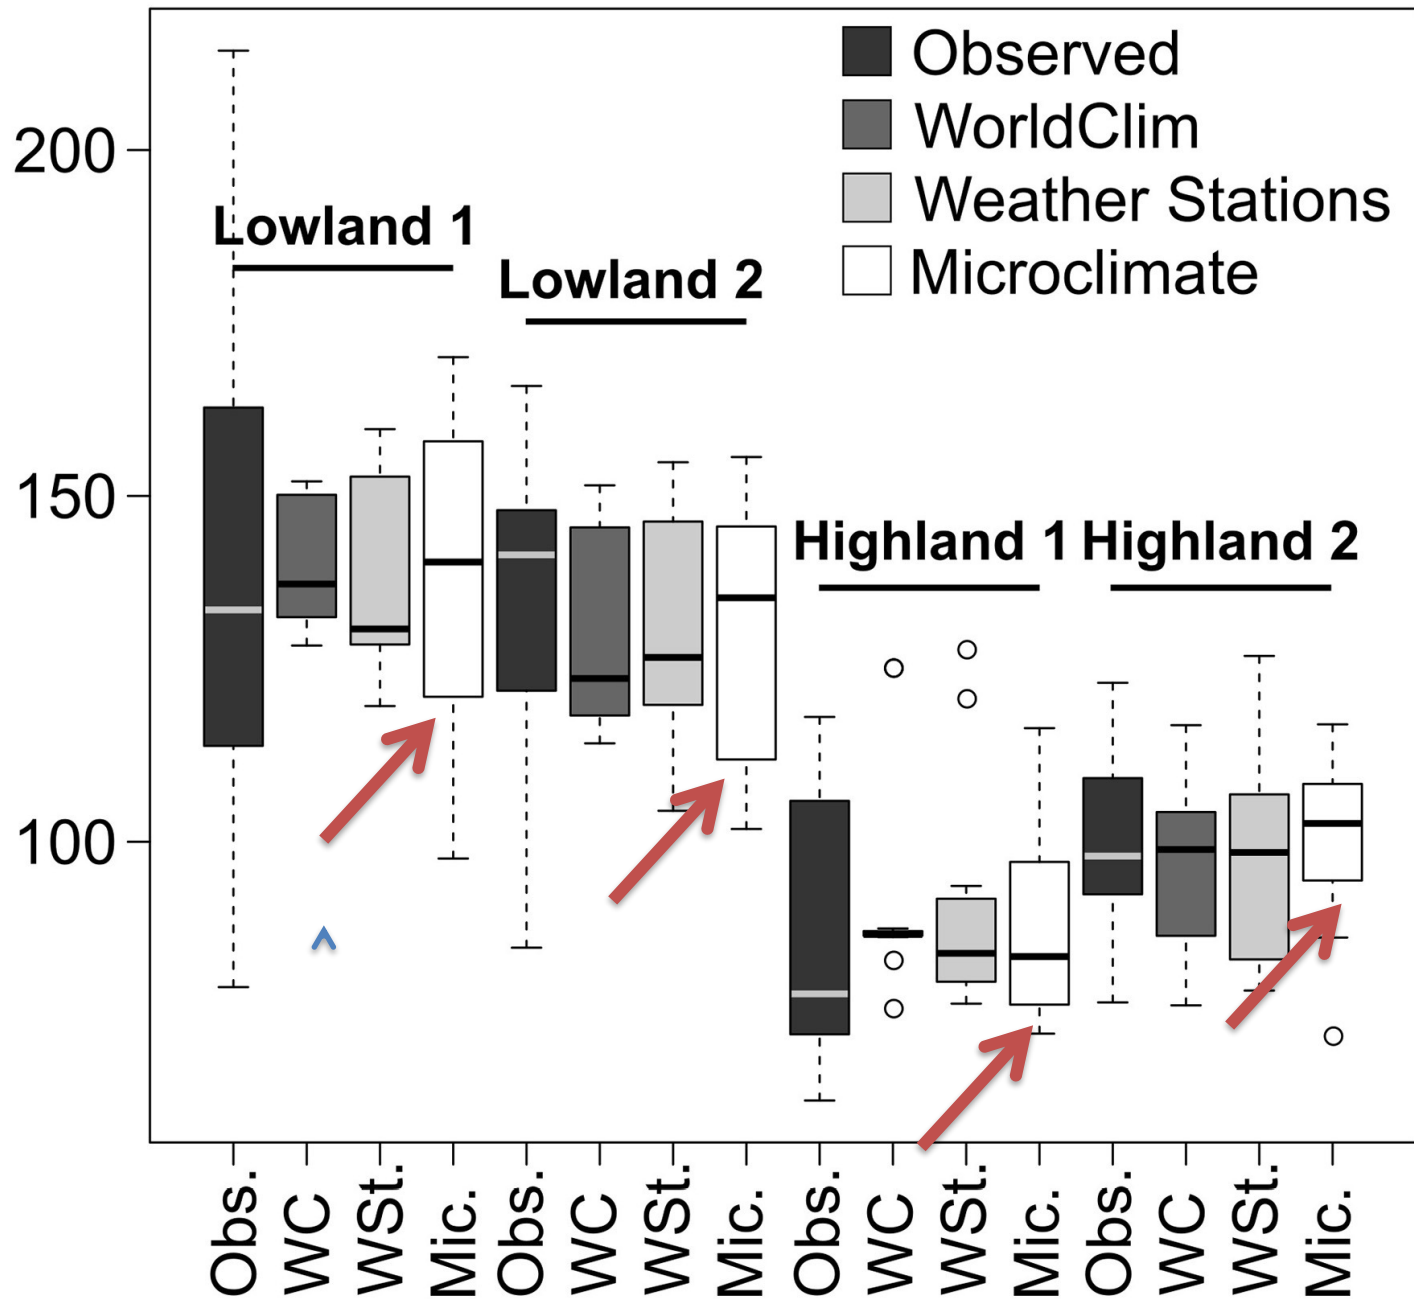 Observed
WorldClim
Weather Stations
Microclimate
200
150
100
Lowland 1
Lowland 2
Highland 1
Highland 2
Obs.
WC
WSt.
Mic.
Obs.
WC
WSt.
Mic.
Obs.
WC
WSt.
Mic.
Obs.
WC
WSt.
Mic.